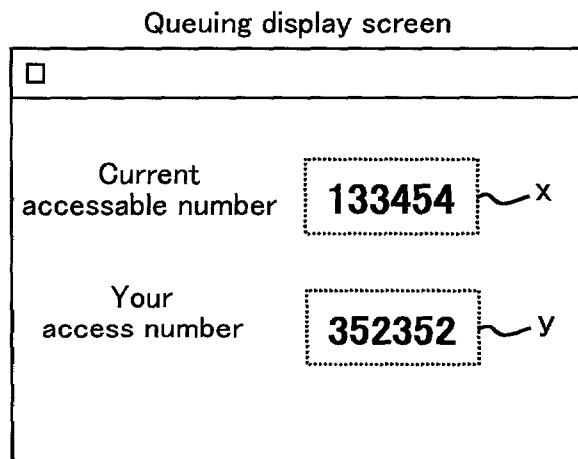 Queuing display screen
Current
accessable number
133454
x
Your
access number
352352
y